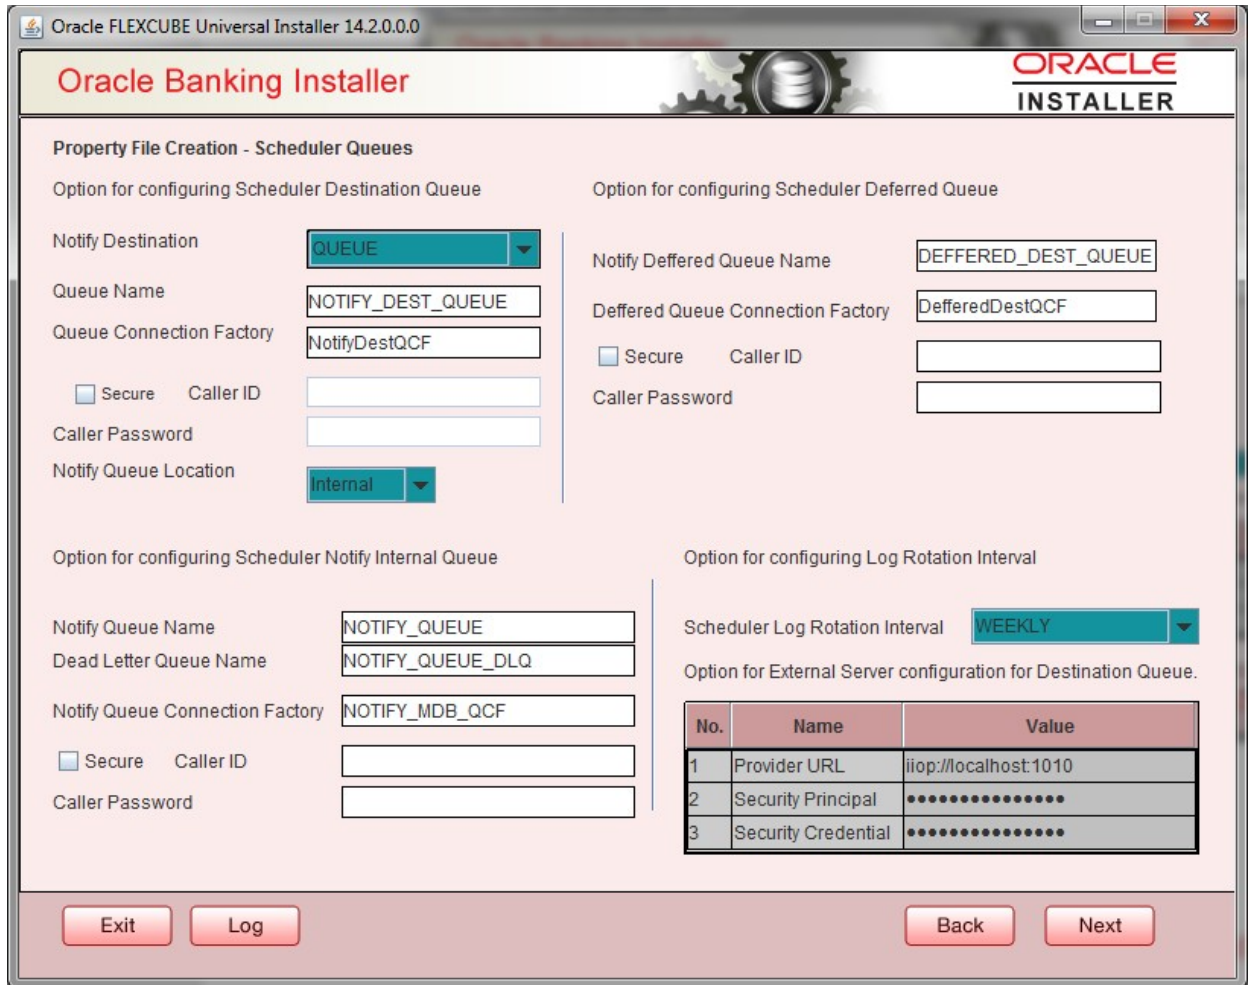 Oracle FLEXCUBE Universal Installer 14.2.0.0.0
Oracle Banking Installer
ORACLE
INSTALLER
Property File Creation - Scheduler Queues
Option for configuring Scheduler Destination Queue
Notify Destination QUEUE
Queue Name NOTIFY_DEST_QUEUE
Queue Connection Factory NotifyDestQCF
Secure Caller ID
Caller Password
Notify Queue Location Internal
Option for configuring Scheduler Deferred Queue
Notify Deffered Queue Name DEFFERED_DEST_QUEUE
Deffered Queue Connection Factory DefferedDestQCF
Secure Caller ID
Caller Password
Option for configuring Scheduler Notify Internal Queue
Notify Queue Name NOTIFY_QUEUE
Dead Letter Queue Name NOTIFY_QUEUE_DLQ
Notify Queue Connection Factory NOTIFY_MDB_QCF
Secure Caller ID
Caller Password
Option for configuring Log Rotation Interval
Scheduler Log Rotation Interval WEEKLY
Option for External Server configuration for Destination Queue.
No. Name Value
1 Provider URL iiop://localhost:1010
2 Security Principal •••••••••••••••
3 Security Credential •••••••••••••••
Exit Log Back Next